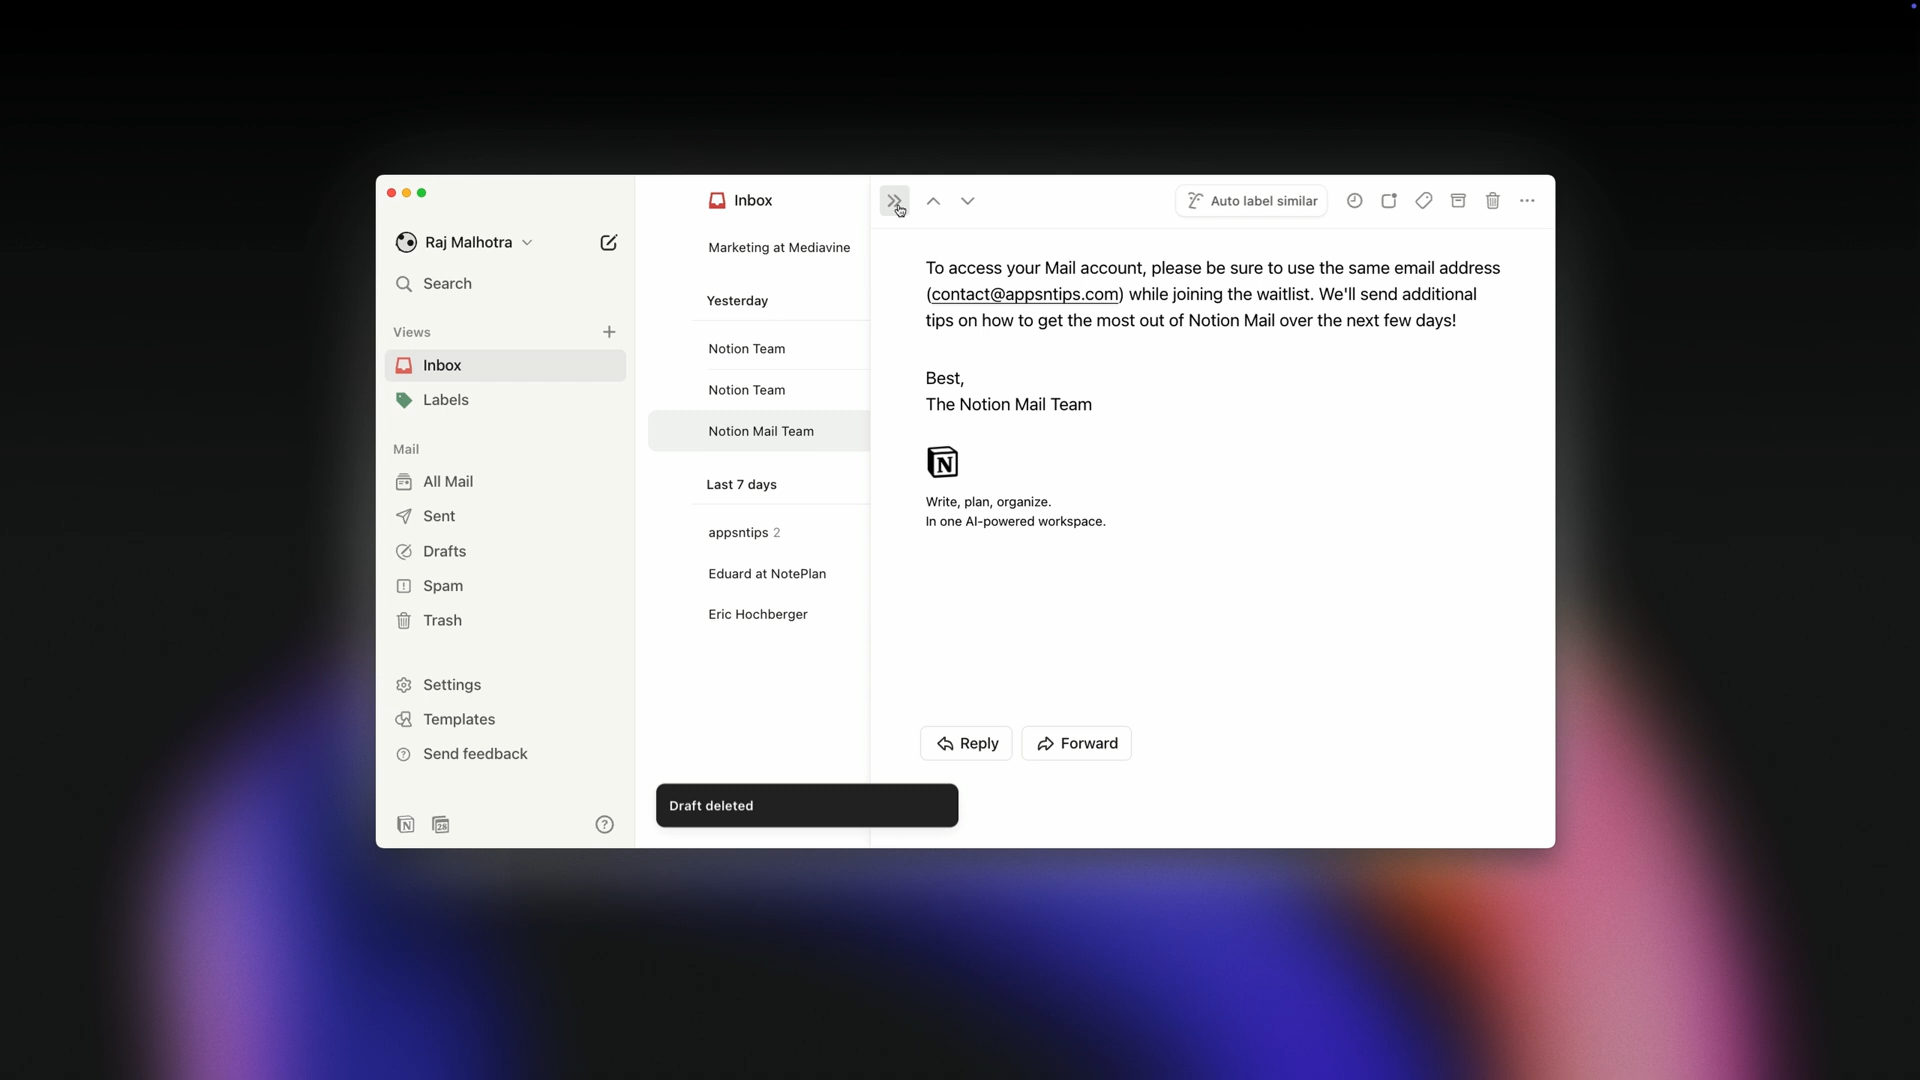 Raj Malhotra
Search
Views
Inbox
Labels
Mail
All Mail
Sent
Drafts
Spam
Trash
Settings
Templates
Send feedback
N
28
?
Inbox
Marketing at Mediavine
Yesterday
Notion Team
Notion Team
Notion Mail Team
Last 7 days
appsntips 2
Eduard at NotePlan
Eric Hochberger
Draft deleted
Auto label similar
To access your Mail account, please be sure to use the same email address
(contact@appsntips.com) while joining the waitlist. We'll send additional
tips on how to get the most out of Notion Mail over the next few days!
Best,
The Notion Mail Team
N
Write, plan, organize.
In one AI-powered workspace.
Reply
Forward